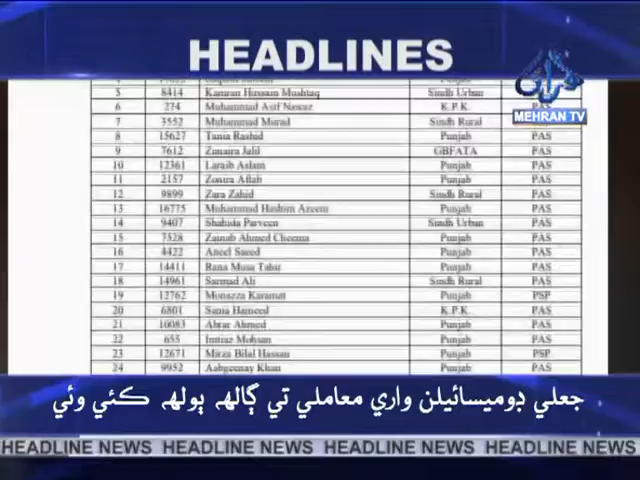 HEADLINES
مهراڻ
MEHRAN TV
5 8414 Kamran Hussain Mushtaq Sindh Urban PAS
6 274 Muhammad Asif Nawaz K.P.K. PAS
7 3552 Muhammad Murad Sindh Rural PAS
8 15627 Tania Rashid Punjab PAS
9 7612 Zunaira Jalil GBFATA PAS
10 12361 Laraib Aslam Punjab PAS
11 2157 Zonira Aftab Punjab PAS
12 9899 Zara Zahid Sindh Rural PAS
13 16775 Muhammad Hashim Azeem Punjab PAS
14 9407 Shahida Parveen Sindh Urban PAS
15 7528 Zainab Ahmed Cheema Punjab PAS
16 4422 Aneel Saeed Punjab PAS
17 14411 Rana Musa Tahir Punjab PAS
18 14961 Sarmad Ali Sindh Rural PAS
19 12762 Monazza Karamat Punjab PSP
20 6801 Sania Hameed K.P.K. PAS
21 10083 Abrar Ahmed Punjab PAS
22 655 Imtiaz Mohsan Punjab PAS
23 12671 Mirza Bilal Hassan Punjab PSP
24 9952 Khan Punjab PAS
جعلي ڊوميسائيلن واري معاملي تي ڳالهہ ٻولهہ ڪئي وئي
HEADLINE NEWS HEADLINE NEWS HEADLINE NEWS HEADLINE NEWS